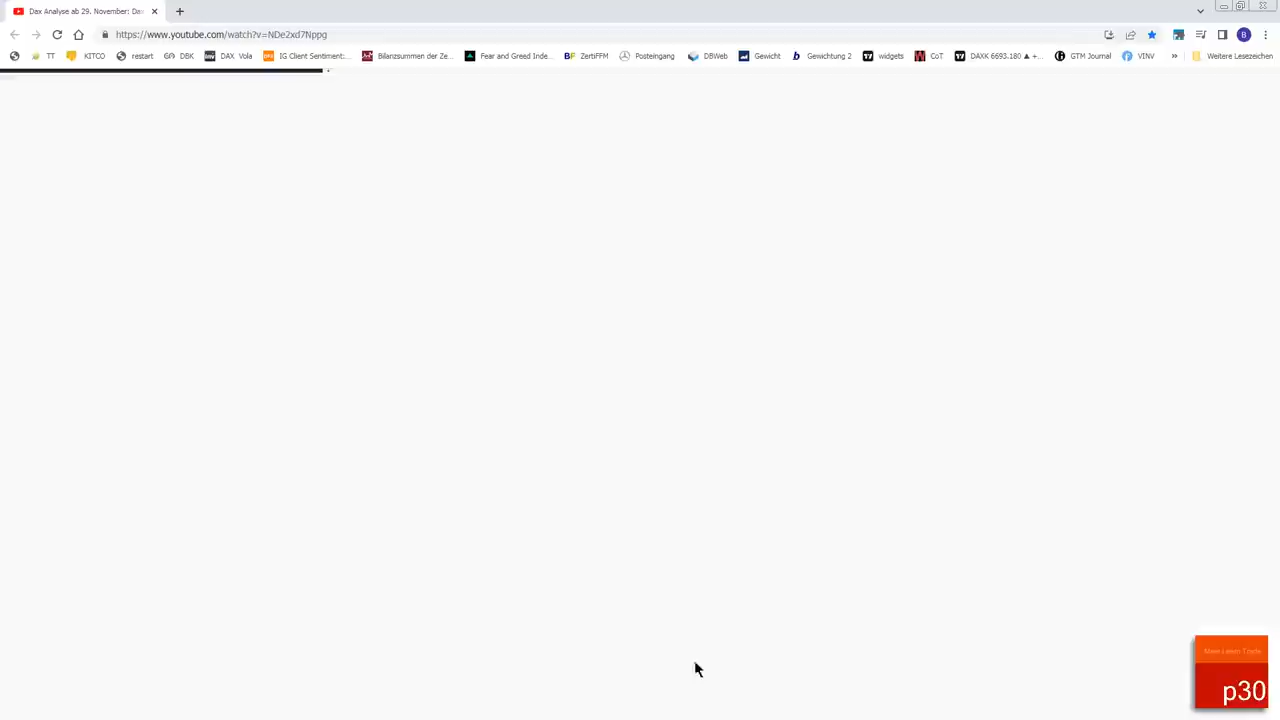 Dax Analyse ab 29. November: Da
https://www.youtube.com/watch?v=NDe2xd7Nppg
B
TT
KITCO
restart
DBK
DAX Vola
IG Client Sentiment:...
Bilanzsummen der Ze...
Fear and Greed Inde...
ZertiFFM
Posteingang
DBWeb
Gewicht
Gewichtung 2
widgets
CoT
DAXK 6693.180 ▲ +...
GTM Journal
VINV
»
Weitere Lesezeichen
p30